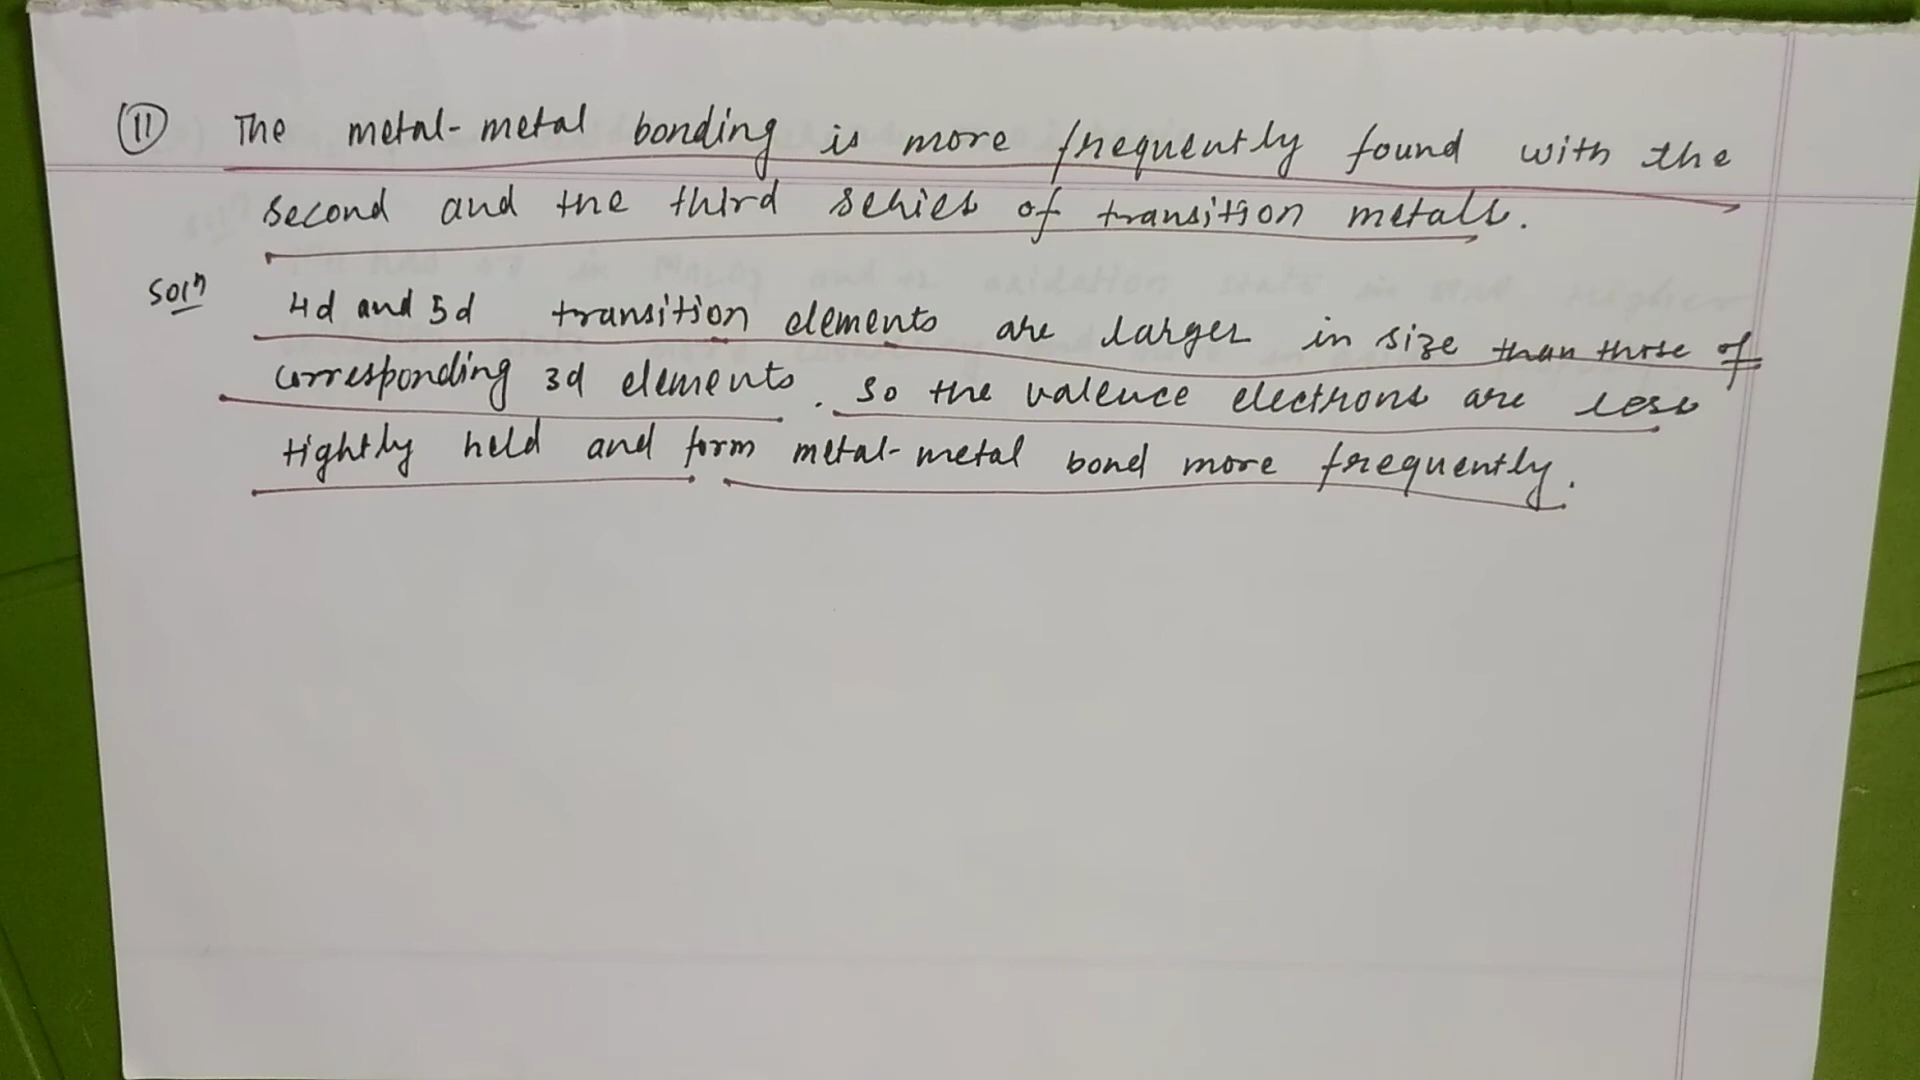 11 The metal-metal bonding is more frequently found with the
second and the third series of transition metals.
Soln 4d and 5d transition elements are larger in size than those of
corresponding 3d elements. So the valence electrons are less
tightly held and form metal-metal bond more frequently.